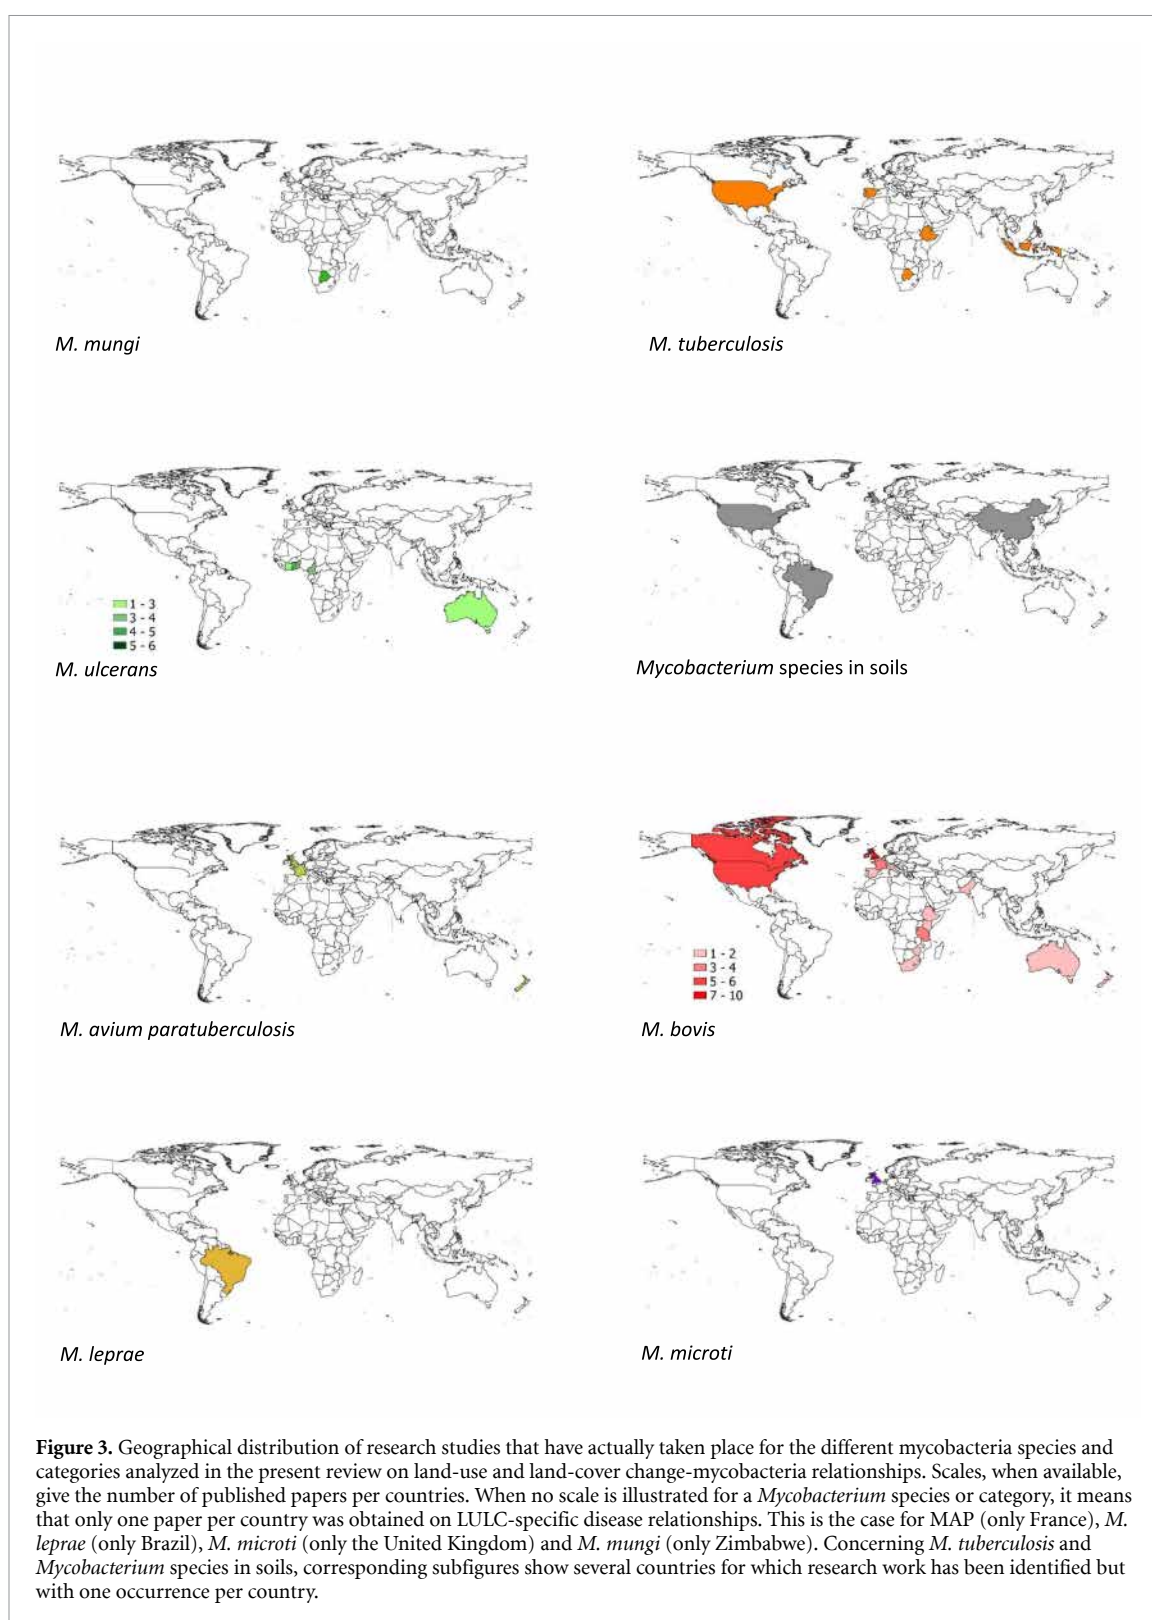 M. mungi
M. tuberculosis
1 - 3
3 - 4
4 - 5
5 - 6
M. ulcerans
Mycobacterium species in soils
M. avium paratuberculosis
1 - 2
3 - 4
5 - 6
7 - 10
M. bovis
M. leprae
M. microti
Figure 3. Geographical distribution of research studies that have actually taken place for the different mycobacteria species and
categories analyzed in the present review on land-use and land-cover change-mycobacteria relationships. Scales, when available,
give the number of published papers per countries. When no scale is illustrated for a Mycobacterium species or category, it means
that only one paper per country was obtained on LULC-specific disease relationships. This is the case for MAP (only France), M.
leprae (only Brazil), M. microti (only the United Kingdom) and M. mungi (only Zimbabwe). Concerning M. tuberculosis and
Mycobacterium species in soils, corresponding subfigures show several countries for which research work has been identified but
with one occurrence per country.